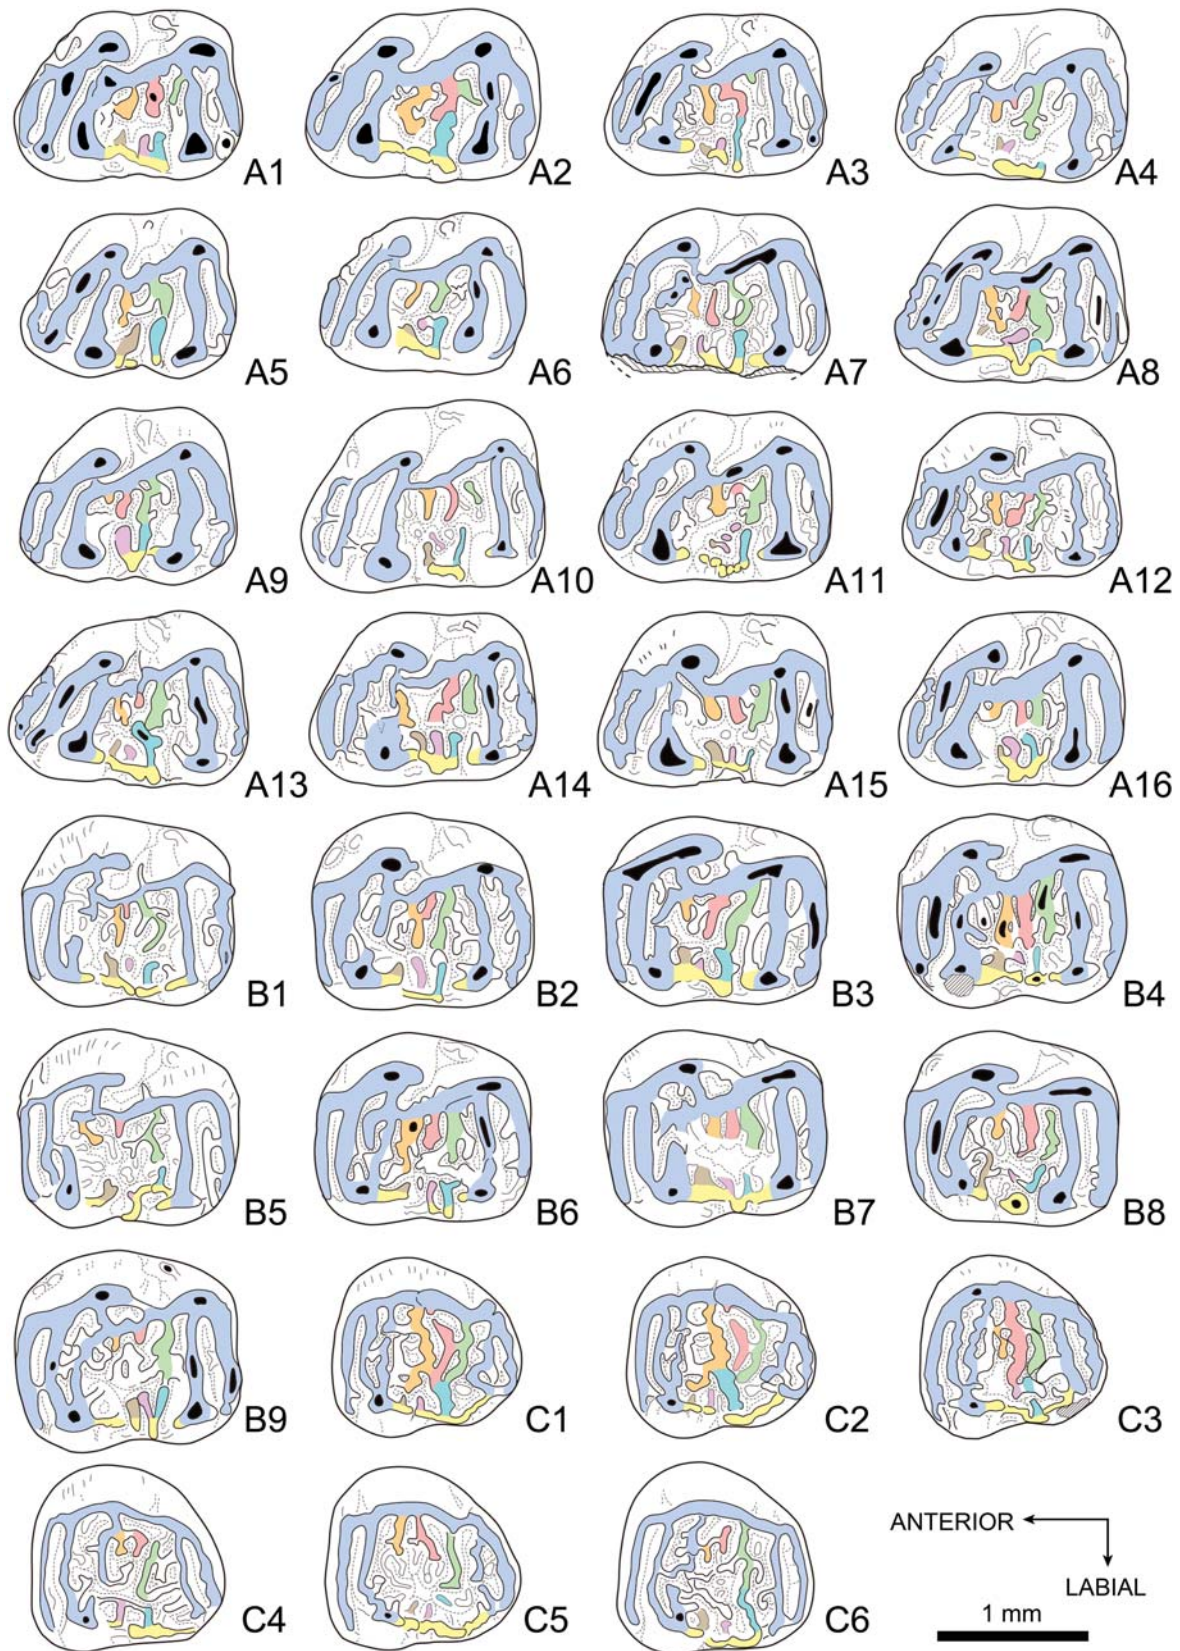 A1 A2 A3 A4
A5 A6 A7 A8
A9 A10 A11 A12
A13 A14 A15 A16
B1 B2 B3 B4
B5 B6 B7 B8
B9 C1 C2 C3
C4 C5 C6
ANTERIOR
LABIAL
1 mm